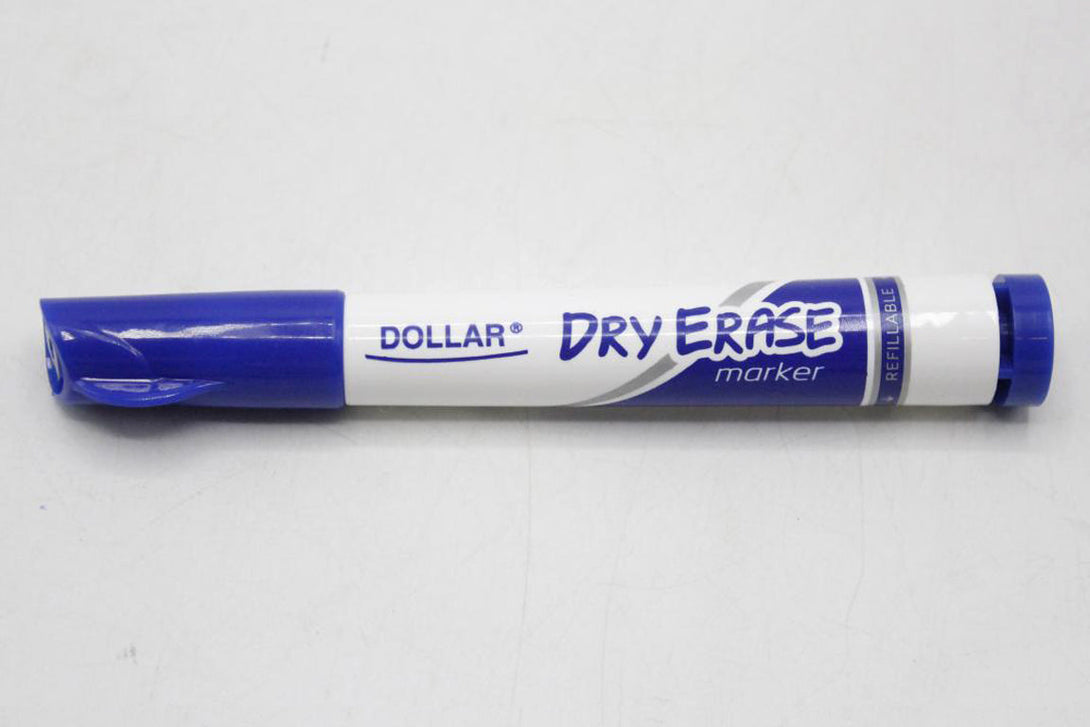 DOLLAR®
DRY ERASE
marker
REFILLABLE